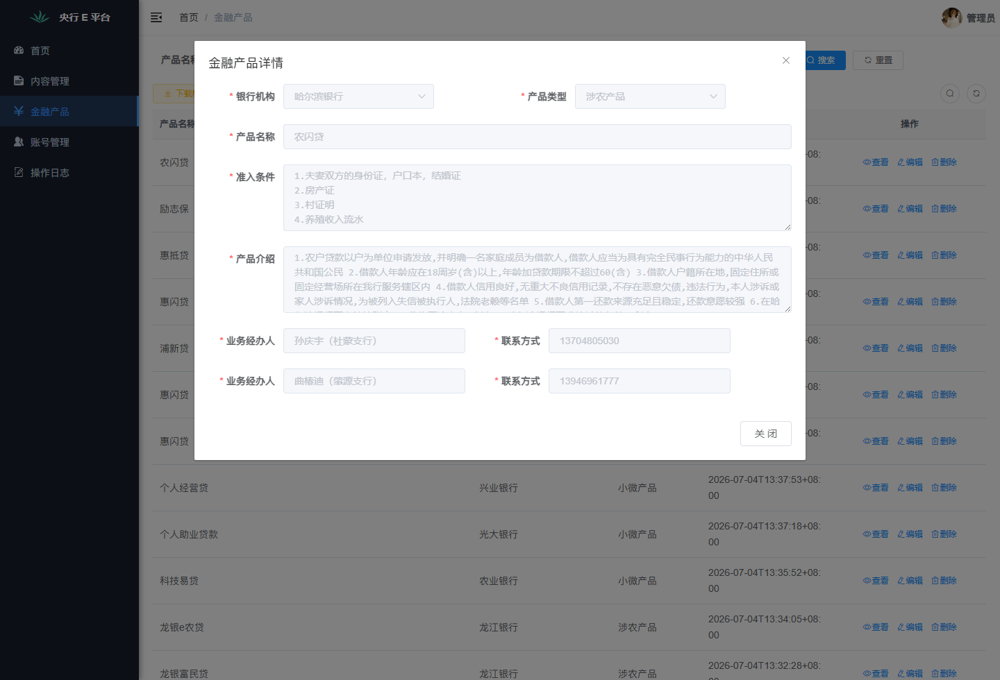 央行 E 平台
首页 / 金融产品
管理员
首页
内容管理
金融产品
账号管理
操作日志
产品名称
搜索
重置
下载
产品名称
操作
金融产品详情
* 银行机构
哈尔滨银行
* 产品类型
涉农产品
* 产品名称
农闪贷
* 准入条件
1.夫妻双方的身份证, 户口本, 结婚证
2.房产证
3.村证明
4.养殖收入流水
* 产品介绍
1.农户贷款以户为单位申请发放,并明确一名家庭成员为借款人,借款人应当为具有完全民事行为能力的中华人民
共和国公民 2.借款人年龄应在18周岁(含)以上,年龄加贷款期限不超过60(含) 3.借款人户籍所在地,固定住所或
固定经营场所在我行服务辖区内 4.借款人信用良好,无重大不良信用记录,不存在恶意欠债,违法行为,本人涉诉或
家人涉诉情况,为被列入失信被执行人,法院老赖等名单 5.借款人第一还款来源充足且稳定,还款意愿较强 6.在哈
* 业务经办人
孙庆宇（杜蒙支行）
* 联系方式
13704805030
* 业务经办人
曲椿迪（肇源支行）
* 联系方式
13946961777
关 闭
农闪贷
-08:
查看 编辑 删除
励志保
-08:
查看 编辑 删除
惠抵贷
-08:
查看 编辑 删除
惠闪贷
-08:
查看 编辑 删除
浦新贷
-08:
查看 编辑 删除
惠闪贷
-08:
查看 编辑 删除
惠闪贷
-08:
查看 编辑 删除
个人经营贷 兴业银行 小微产品 2026-07-04T13:37:53+08:
00
查看 编辑 删除
个人助业贷款 光大银行 小微产品 2026-07-04T13:37:18+08:
00
查看 编辑 删除
科技易贷 农业银行 小微产品 2026-07-04T13:35:52+08:
00
查看 编辑 删除
龙银e农贷 龙江银行 涉农产品 2026-07-04T13:34:05+08:
00
查看 编辑 删除
龙银富民贷 龙江银行 涉农产品 2026-07-04T13:32:28+08:
查看 编辑 删除